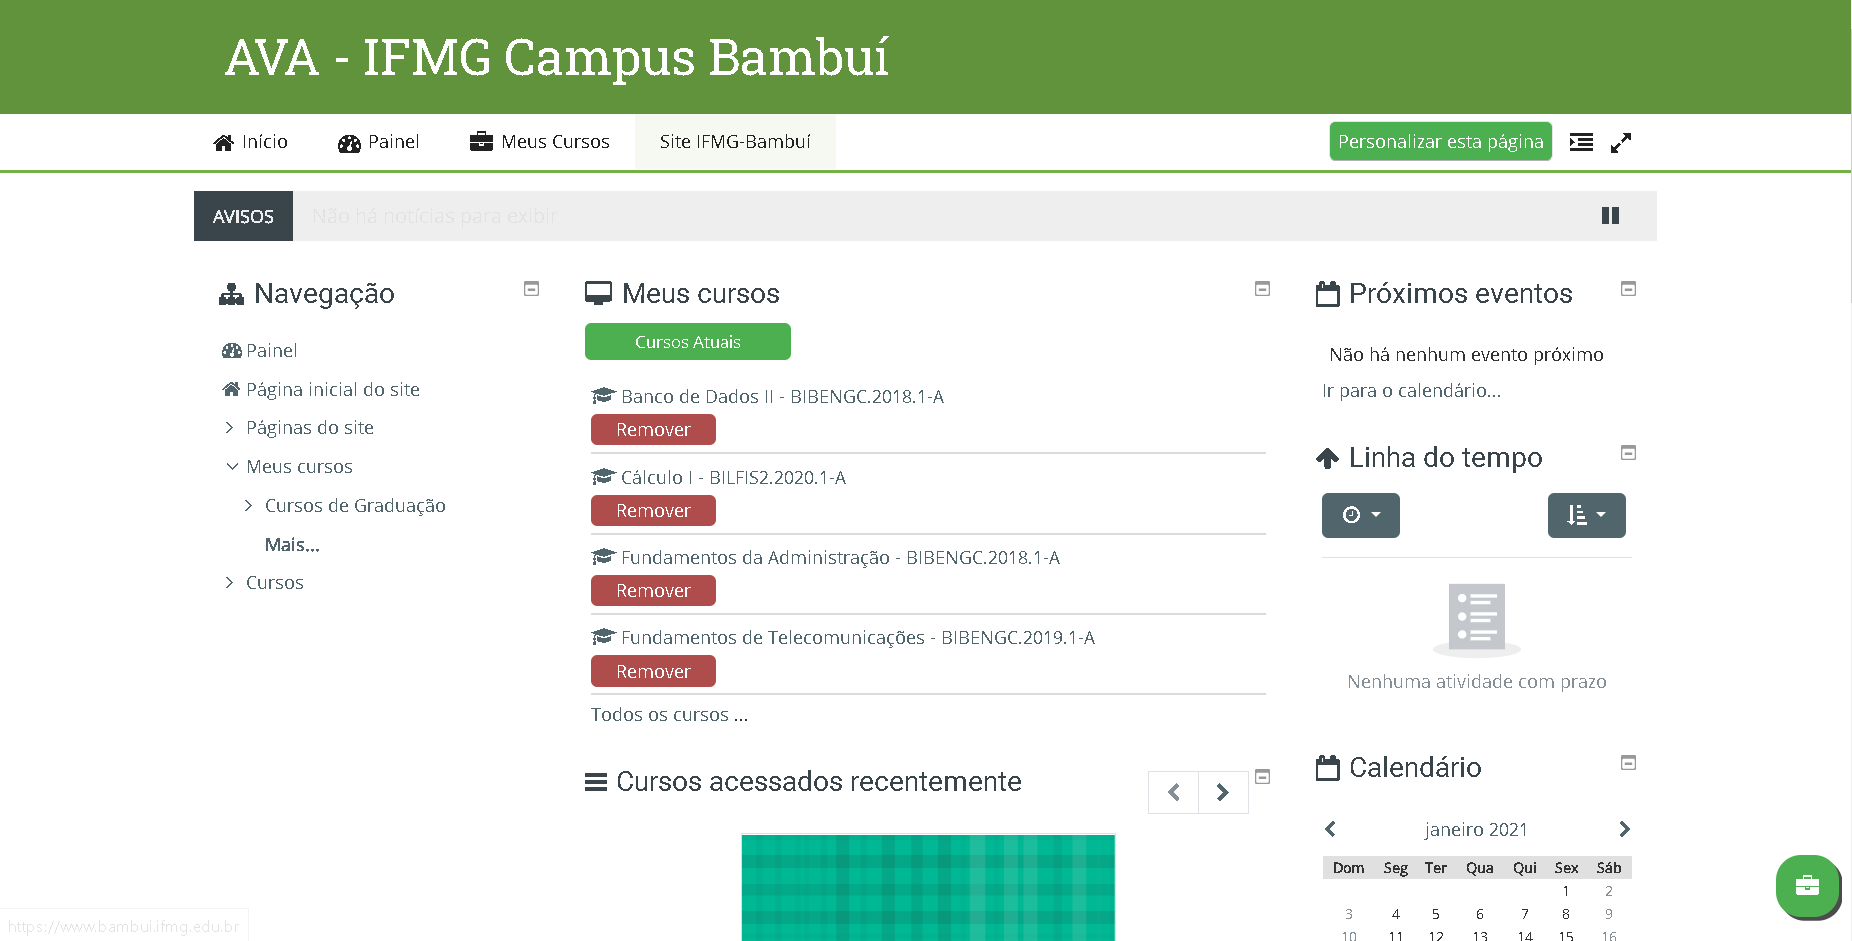 AVA - IFMG Campus Bambuí
Início
Painel
Meus Cursos
Site IFMG-Bambuí
Personalizar esta página
AVISOS
Não há notícias para exibir
Navegação
Painel
Página inicial do site
Páginas do site
Meus cursos
Cursos de Graduação
Mais...
Cursos
Meus cursos
Cursos Atuais
Banco de Dados II - BIBENGC.2018.1-A
Remover
Cálculo I - BILFIS2.2020.1-A
Remover
Fundamentos da Administração - BIBENGC.2018.1-A
Remover
Fundamentos de Telecomunicações - BIBENGC.2019.1-A
Remover
Todos os cursos ...
Cursos acessados recentemente
Próximos eventos
Não há nenhum evento próximo
Ir para o calendário...
Linha do tempo
Nenhuma atividade com prazo
Calendário
janeiro 2021
Dom Seg Ter Qua Qui Sex Sáb
1 2
3 4 5 6 7 8 9
10 11 12 13 14 15 16
https://www.bambui.ifmg.edu.br